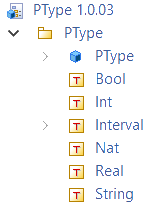 PType 1.0.03
PType
PType
Bool
Int
Interval
Nat
Real
String